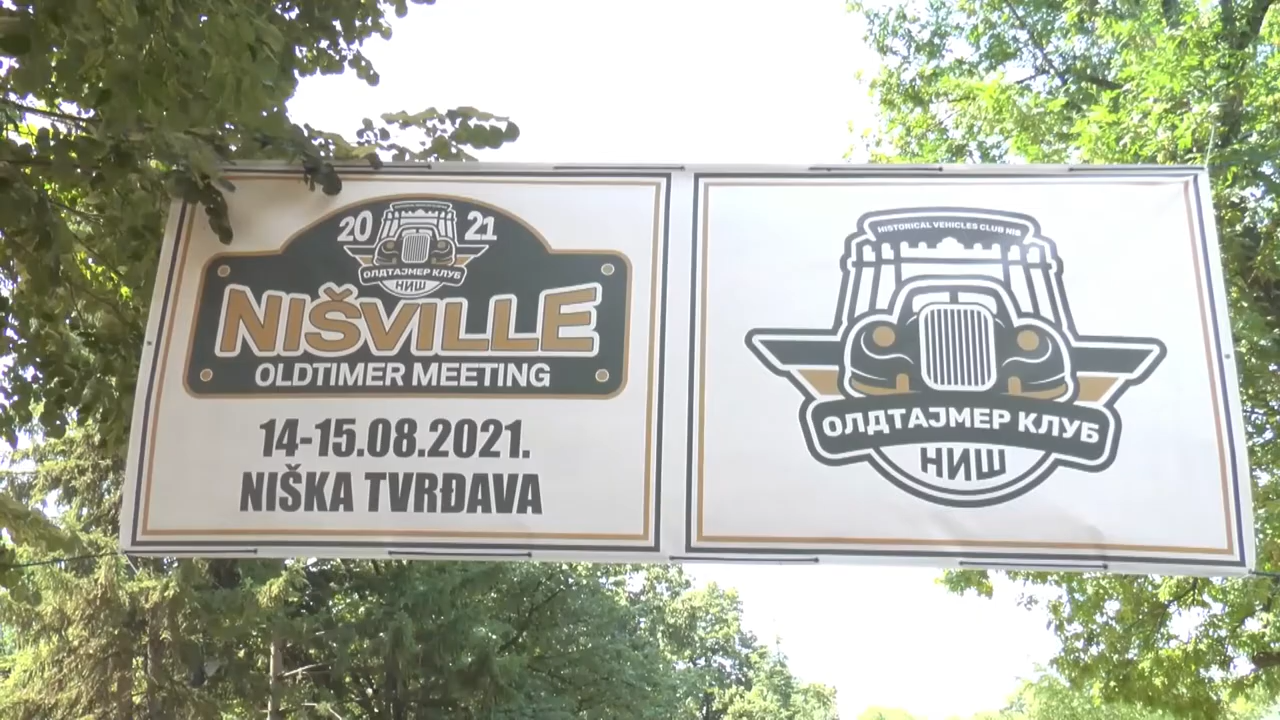 20 21
ОЛДТАЈМЕР КЛУБ
НИШ
NIŠVILLE
OLDTIMER MEETING
14-15.08.2021.
NIŠKA TVRĐAVA
HISTORICAL VEHICLES CLUB NIS
ОЛДТАЈМЕР КЛУБ
НИШ